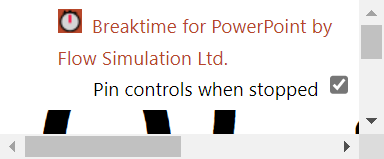 Breaktime for PowerPoint by
Flow Simulation Ltd.
Pin controls when stopped